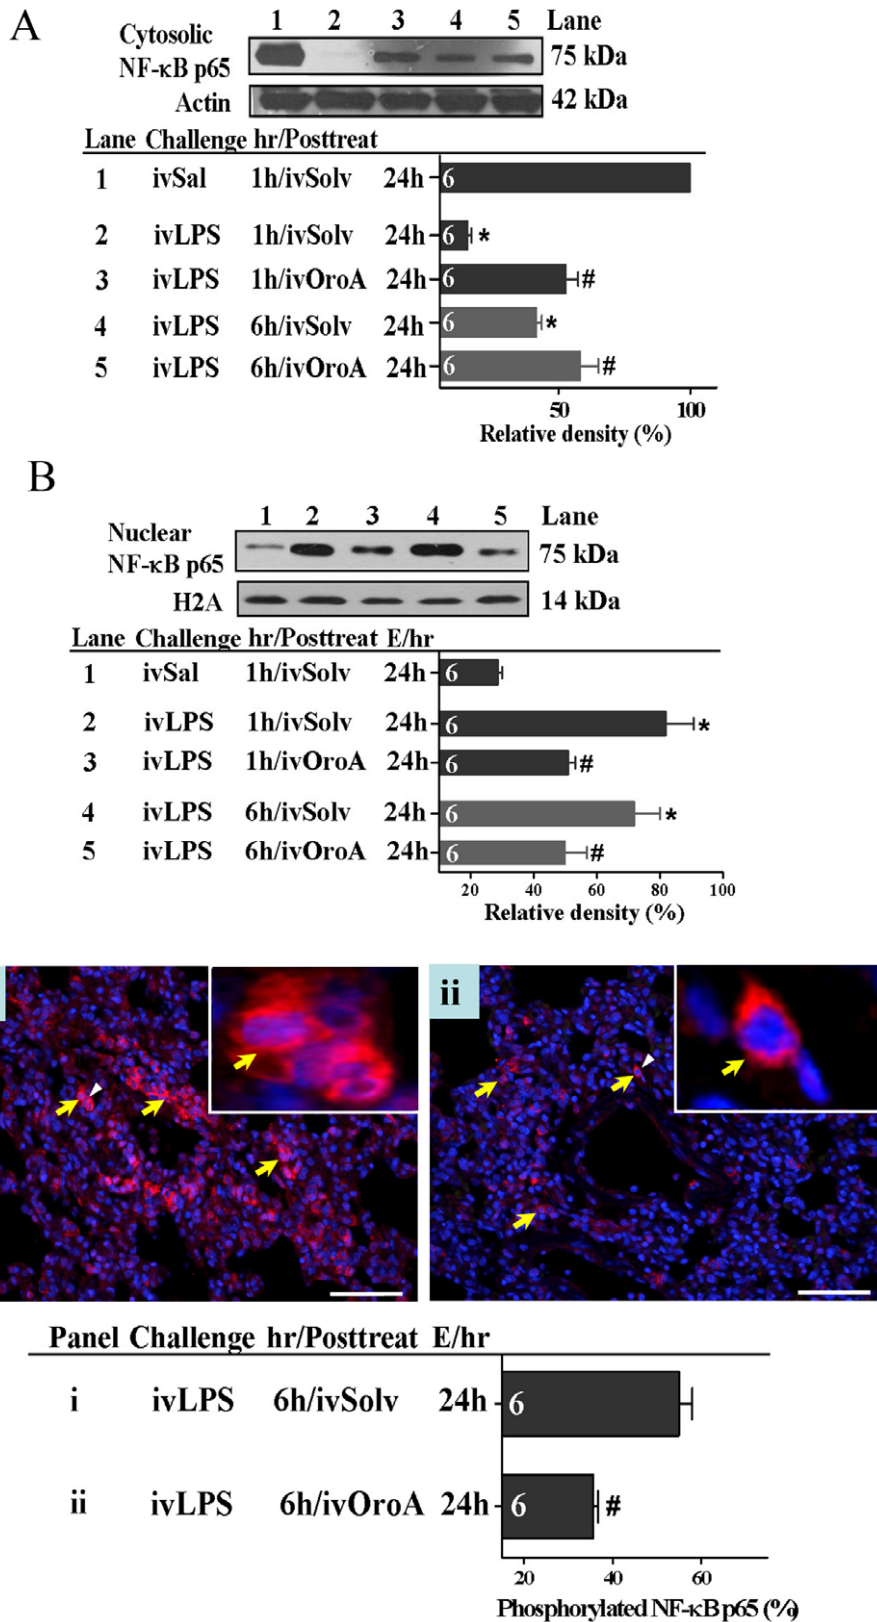 A
1 2 3 4 5 Lane
Cytosolic
NF-κB p65
75 kDa
Actin
42 kDa
Lane Challenge hr/Posttreat
1 ivSal 1h/ivSolv 24h 6
2 ivLPS 1h/ivSolv 24h 6 *
3 ivLPS 1h/ivOroA 24h 6 #
4 ivLPS 6h/ivSolv 24h 6 *
5 ivLPS 6h/ivOroA 24h 6 #
50 100
Relative density (%)
B
1 2 3 4 5 Lane
Nuclear
NF-κB p65
75 kDa
H2A
14 kDa
Lane Challenge hr/Posttreat E/hr
1 ivSal 1h/ivSolv 24h 6
2 ivLPS 1h/ivSolv 24h 6 *
3 ivLPS 1h/ivOroA 24h 6 #
4 ivLPS 6h/ivSolv 24h 6 *
5 ivLPS 6h/ivOroA 24h 6 #
20 40 60 80 100
Relative density (%)
ii
Panel Challenge hr/Posttreat E/hr
i ivLPS 6h/ivSolv 24h 6
ii ivLPS 6h/ivOroA 24h 6 #
20 40 60
Phosphorylated NF-κB p65 (%)